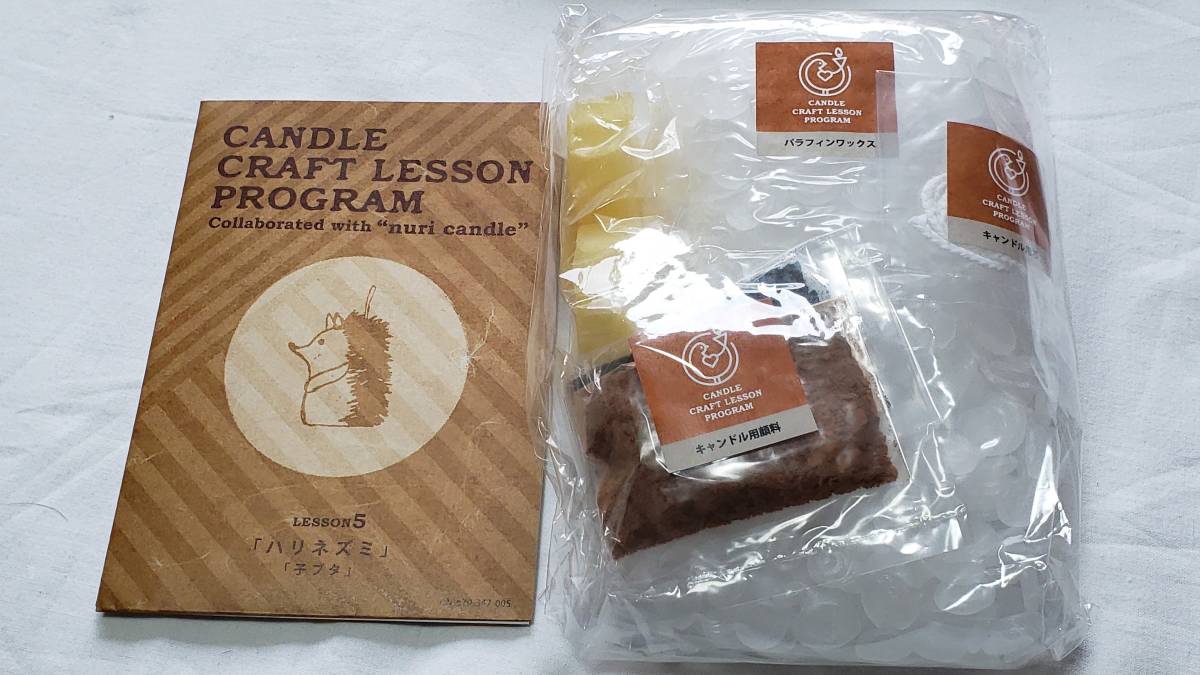 CANDLE
CRAFT LESSON
PROGRAM
Collaborated with “nuri candle”
LESSON5
「ハリネズミ」
「子ブタ」
CANDLE
CRAFT LESSON
PROGRAM
パラフィンワックス
CANDLE
CRAFT LESSON
PROGRAM
キャンドル
CANDLE
CRAFT LESSON
PROGRAM
キャンドル用顔料